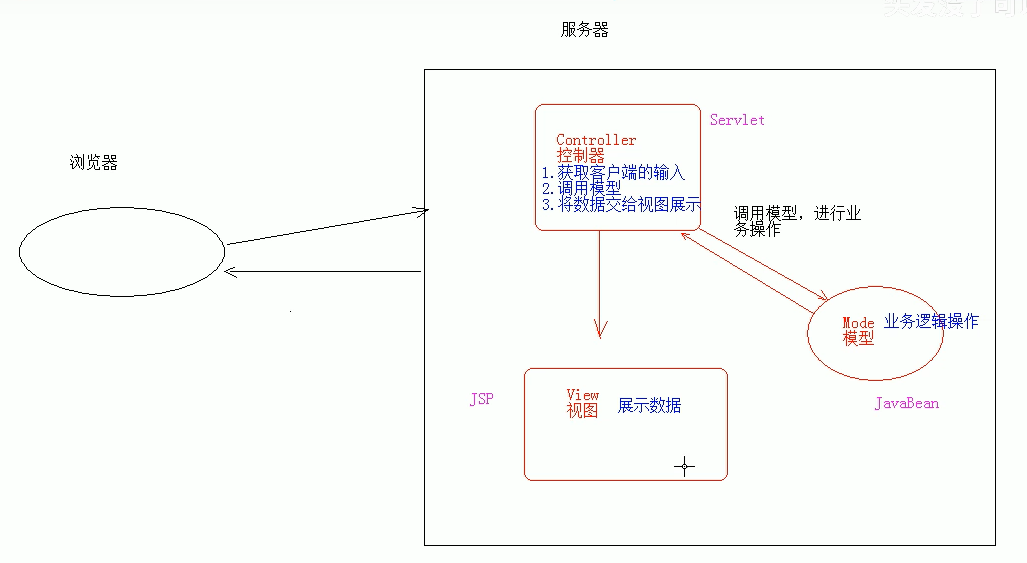 服务器
浏览器
Controller
控制器
1.获取客户端的输入
2.调用模型
3.将数据交给视图展示
Servlet
调用模型，进行业
务操作
Mode
模型
业务逻辑操作
JavaBean
JSP
View
视图
展示数据